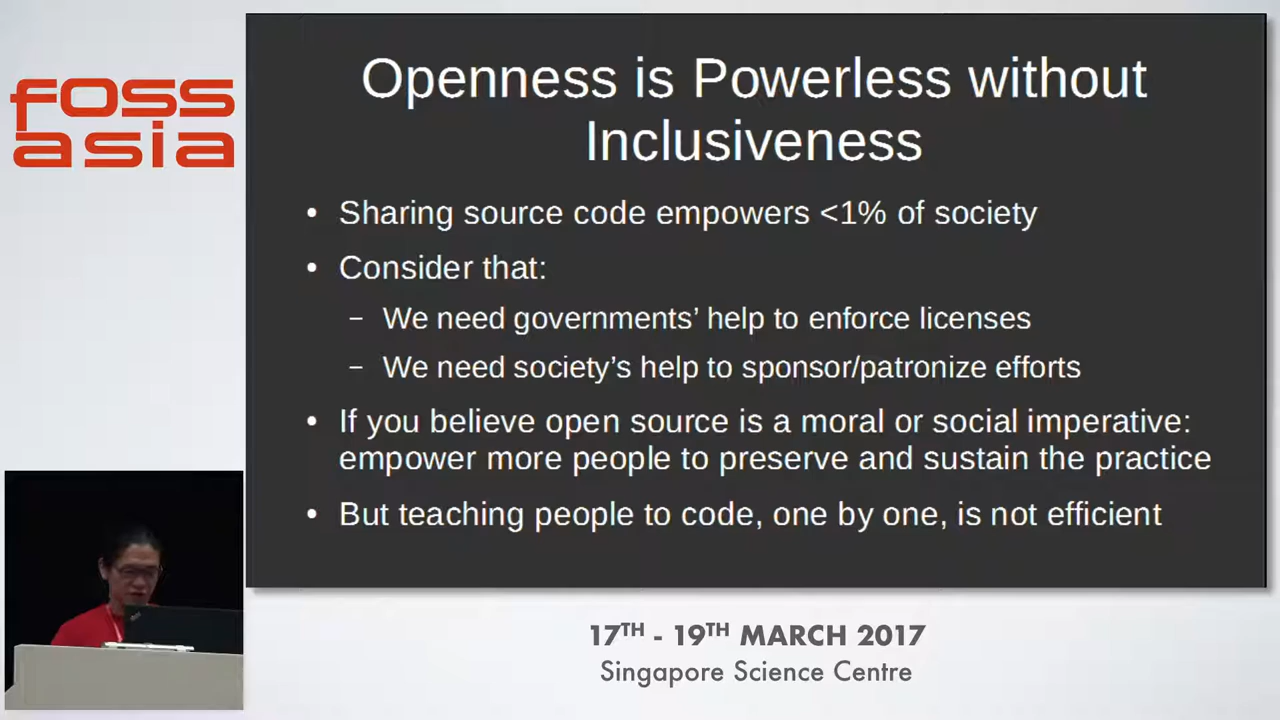 foss
asia
Openness is Powerless without
Inclusiveness
• Sharing source code empowers <1% of society
• Consider that:
– We need governments’ help to enforce licenses
– We need society’s help to sponsor/patronize efforts
• If you believe open source is a moral or social imperative:
empower more people to preserve and sustain the practice
• But teaching people to code, one by one, is not efficient
17TH - 19TH MARCH 2017
Singapore Science Centre